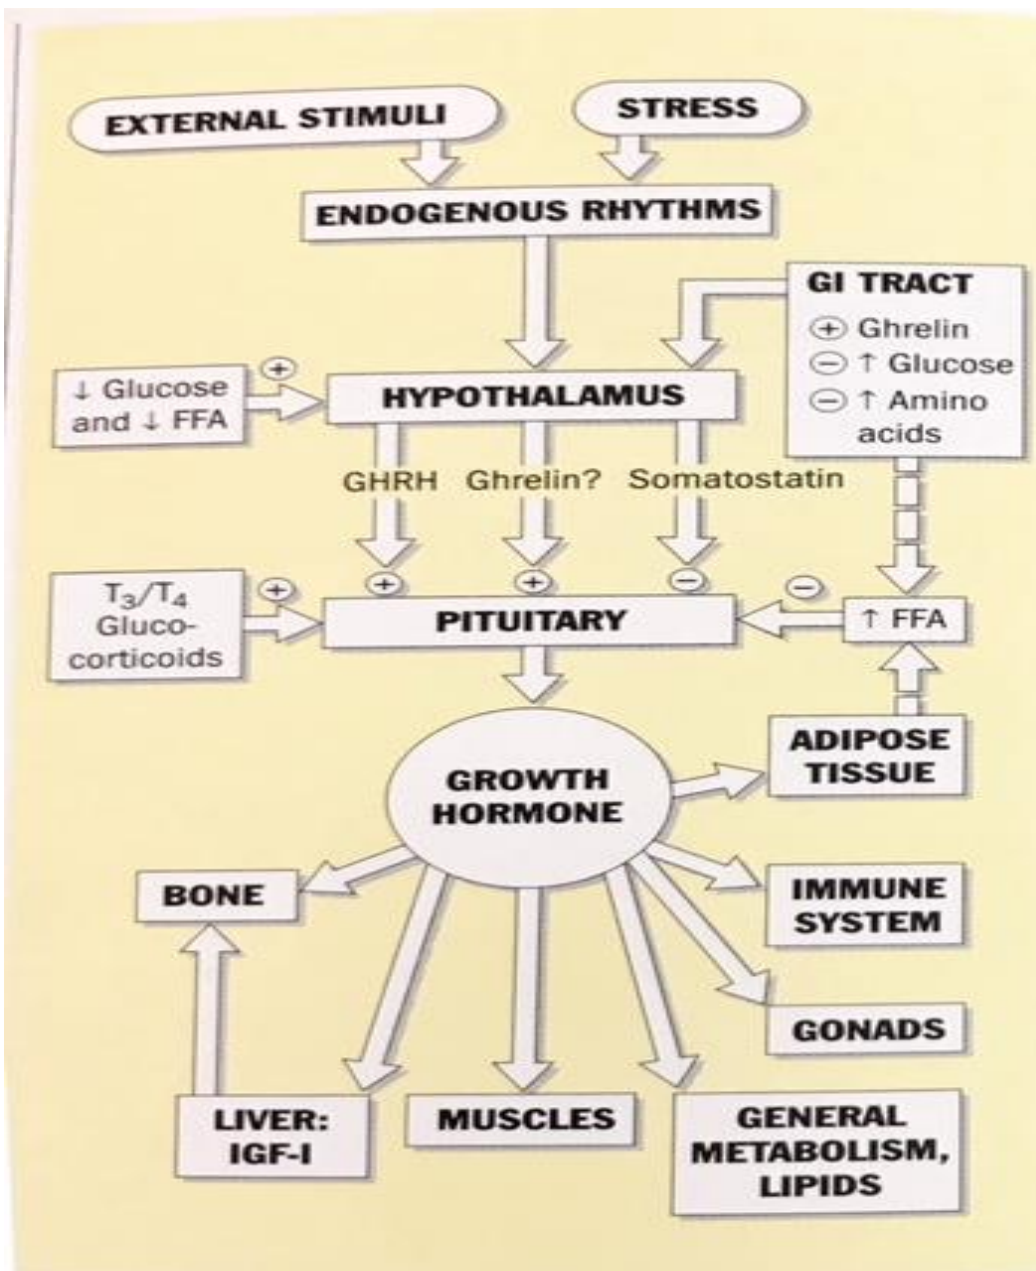 EXTERNAL STIMULI
STRESS
ENDOGENOUS RHYTHMS
GI TRACT
⊕ Ghrelin
⊖ ↑ Glucose
⊖ ↑ Amino
acids
↓ Glucose
and ↓ FFA
⊕
HYPOTHALAMUS
GHRH
Ghrelin?
Somatostatin
T₃/T₄
Gluco-
corticoids
⊕
⊕
⊕
⊖
⊖
PITUITARY
↑ FFA
GROWTH
HORMONE
ADIPOSE
TISSUE
BONE
IMMUNE
SYSTEM
GONADS
LIVER:
IGF-I
MUSCLES
GENERAL
METABOLISM,
LIPIDS